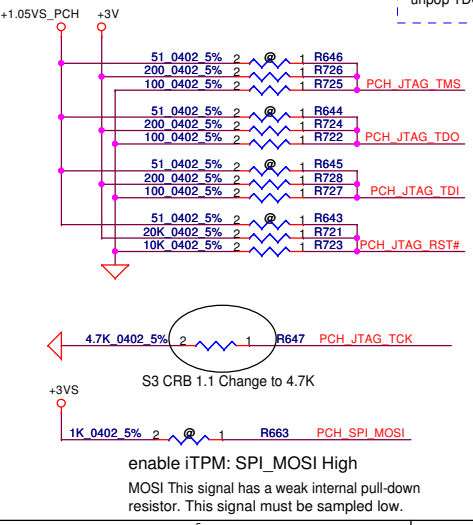 unpop TD
+1.05VS_PCH +3V
51_0402_5% 2 @ 1 R646
200_0402_5% 2 1 R726
100_0402_5% 2 1 R725 PCH_JTAG_TMS
51_0402_5% 2 @ 1 R644
200_0402_5% 2 1 R724
100_0402_5% 2 1 R722 PCH_JTAG_TDO
51_0402_5% 2 @ 1 R645
200_0402_5% 2 1 R728
100_0402_5% 2 1 R727 PCH_JTAG_TDI
51_0402_5% 2 @ 1 R643
20K_0402_5% 2 1 R721
10K_0402_5% 2 1 R723 PCH_JTAG_RST#
4.7K_0402_5% 2 1 R647 PCH_JTAG_TCK
S3 CRB 1.1 Change to 4.7K
+3VS
1K_0402_5% 2 @ 1 R663 PCH_SPI_MOSI
enable iTPM: SPI_MOSI High
MOSI This signal has a weak internal pull-down
resistor. This signal must be sampled low.